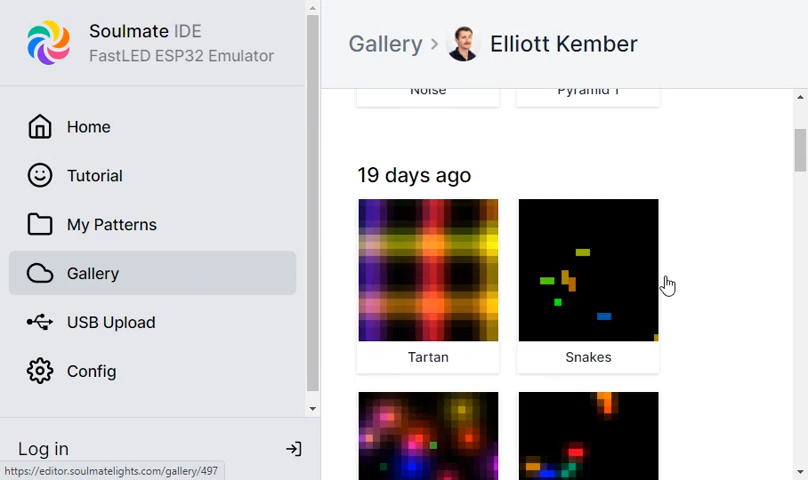 Soulmate IDE
FastLED ESP32 Emulator
Home
Tutorial
My Patterns
Gallery
USB Upload
Config
Log in
https://editor.soulmatelights.com/gallery/497
Gallery > Elliott Kember
Noise
Pyramid 1
19 days ago
Tartan
Snakes